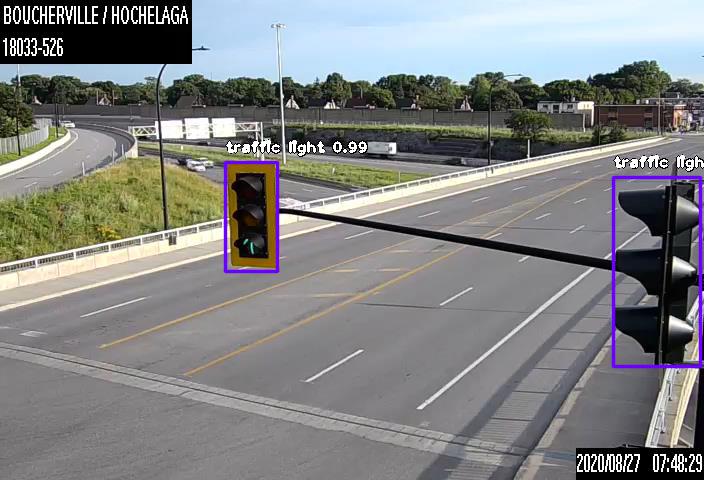 BOUCHERVILLE / HOCHELAGA
18033-526
traffic light 0.99
traffic ligh
2020/08/27 07:48:29